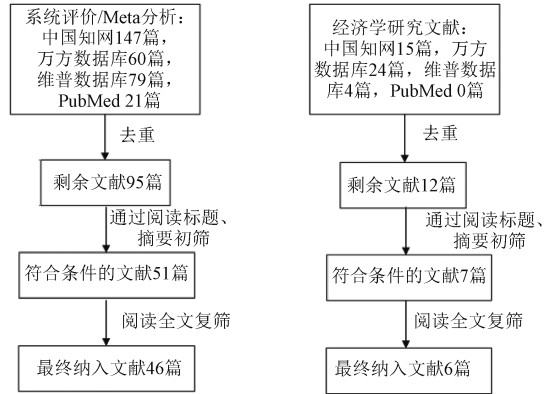 系统评价/Meta分析：
中国知网147篇，
万方数据库60篇，
维普数据库79篇，
PubMed 21篇
去重
剩余文献95篇
通过阅读标题、
摘要初筛
符合条件的文献51篇
阅读全文复筛
最终纳入文献46篇
经济学研究文献：
中国知网15篇，万方
数据库24篇，维普数据
库4篇，PubMed 0篇
去重
剩余文献12篇
通过阅读标题、
摘要初筛
符合条件的文献7篇
阅读全文复筛
最终纳入文献6篇